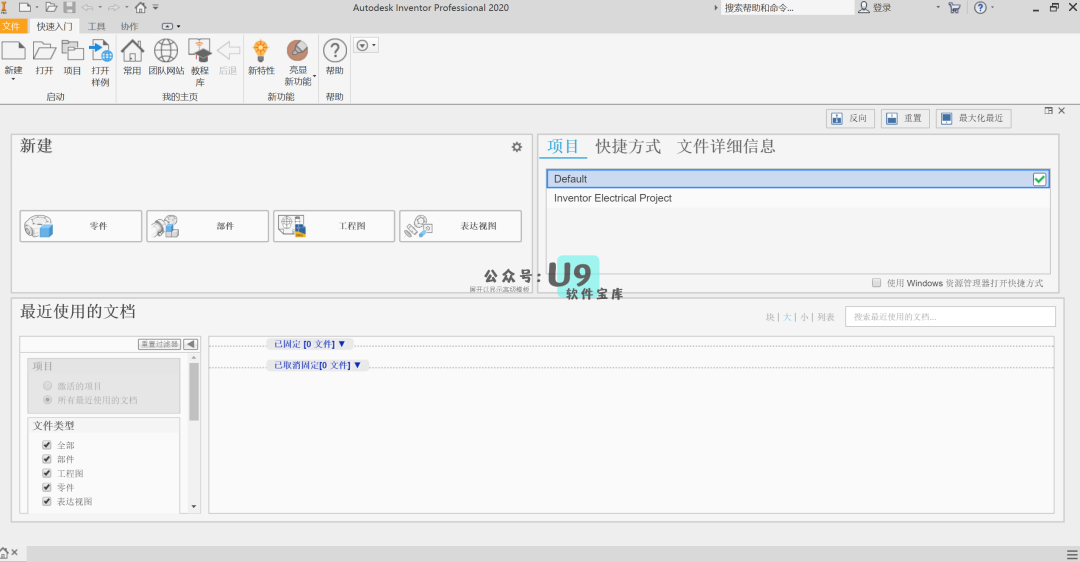 Autodesk Inventor Professional 2020
搜索帮助和命令...
登录
文件 快速入门 工具 协作
新建 打开 项目 打开样例 常用 团队网站 教程库 后退 新特性 亮显新功能 帮助
启动 我的主页 新功能 帮助
反向 重置 最大化最近
新建
零件 部件 工程图 表达视图
展开以显示高切模板
项目 快捷方式 文件详细信息
Default
Inventor Electrical Project
使用 Windows 资源管理器打开快捷方式
公众号:U9
软件宝库
最近使用的文档
块 | 大 | 小 | 列表
搜索最近使用的文档...
重置过滤器
项目
激活的项目
所有最近使用的文档
文件类型
全部
部件
工程图
零件
表达视图
已固定 [0 文件] ▼
已取消固定[0 文件] ▼